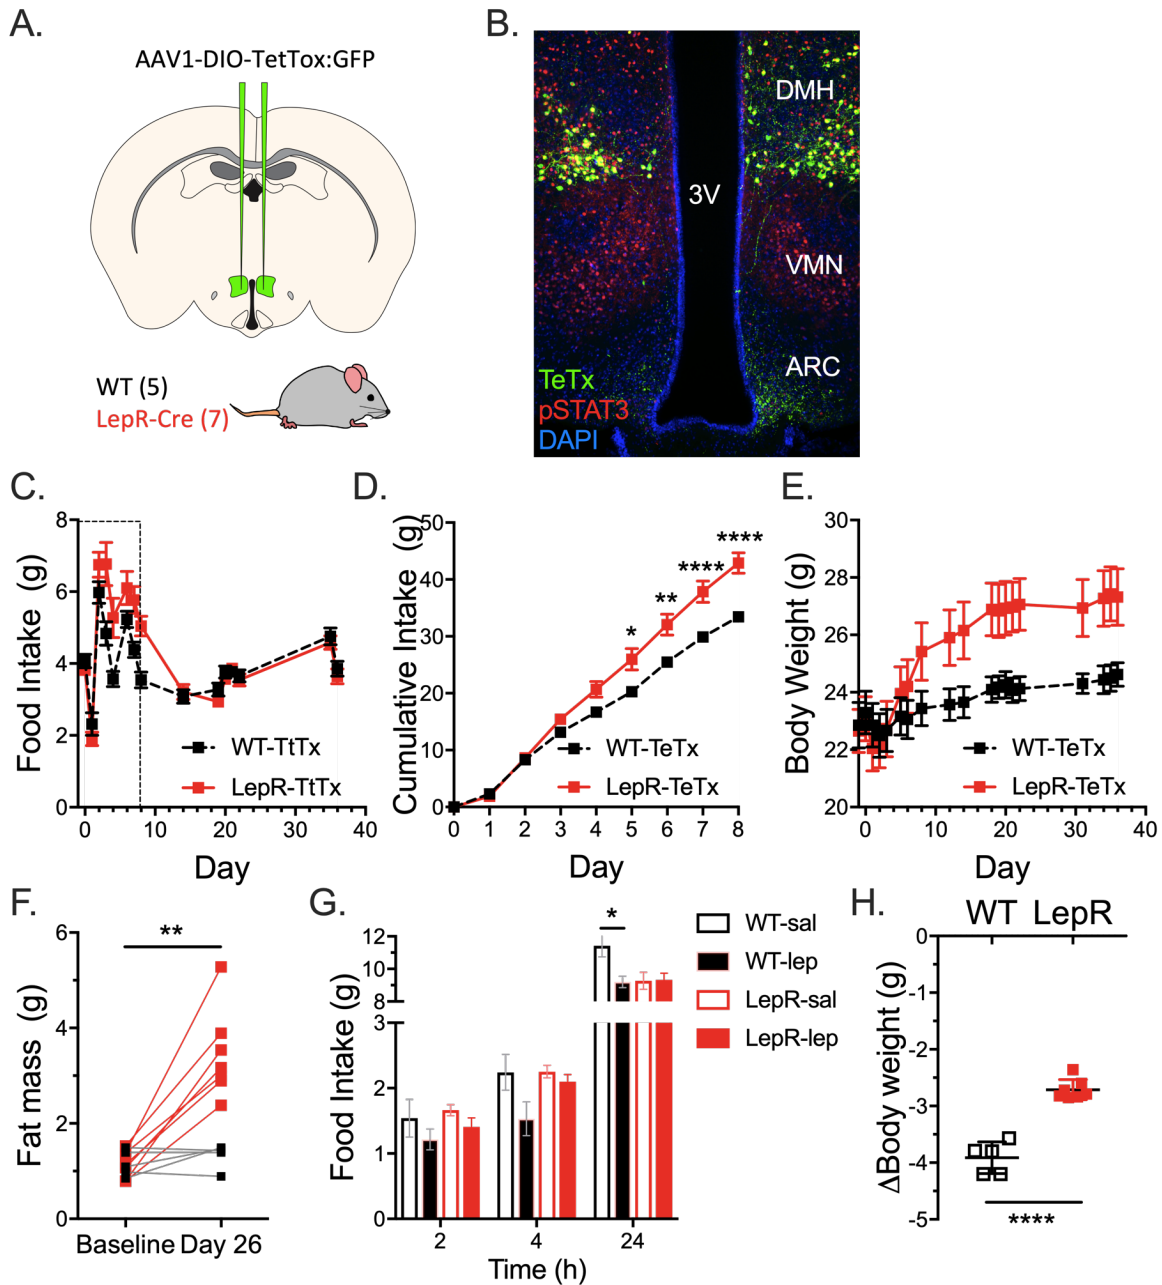 A.
AAV1-DIO-TetTox:GFP
WT (5)
LepR-Cre (7)
B.
DMH
3V
VMN
ARC
TeTx
pSTAT3
DAPI
C.
Food Intake (g)
8
6
4
2
0
WT-TtTx
LepR-TtTx
0 10 20 30 40
Day
D.
Cumulative Intake (g)
50
40
30
20
10
0
* ** **** ****
WT-TeTx
LepR-TeTx
0 1 2 3 4 5 6 7 8
Day
E.
Body Weight (g)
30
28
26
24
22
20
WT-TeTx
LepR-TeTx
0 10 20 30 40
Day
F.
Fat mass (g)
6
4
2
0
**
Baseline Day 26
G.
Food Intake (g)
12
10
8
3
2
1
0
*
2 4 24
Time (h)
WT-sal
WT-lep
LepR-sal
LepR-lep
H.
WT LepR
ΔBody weight (g)
0
-1
-2
-3
-4
-5
****